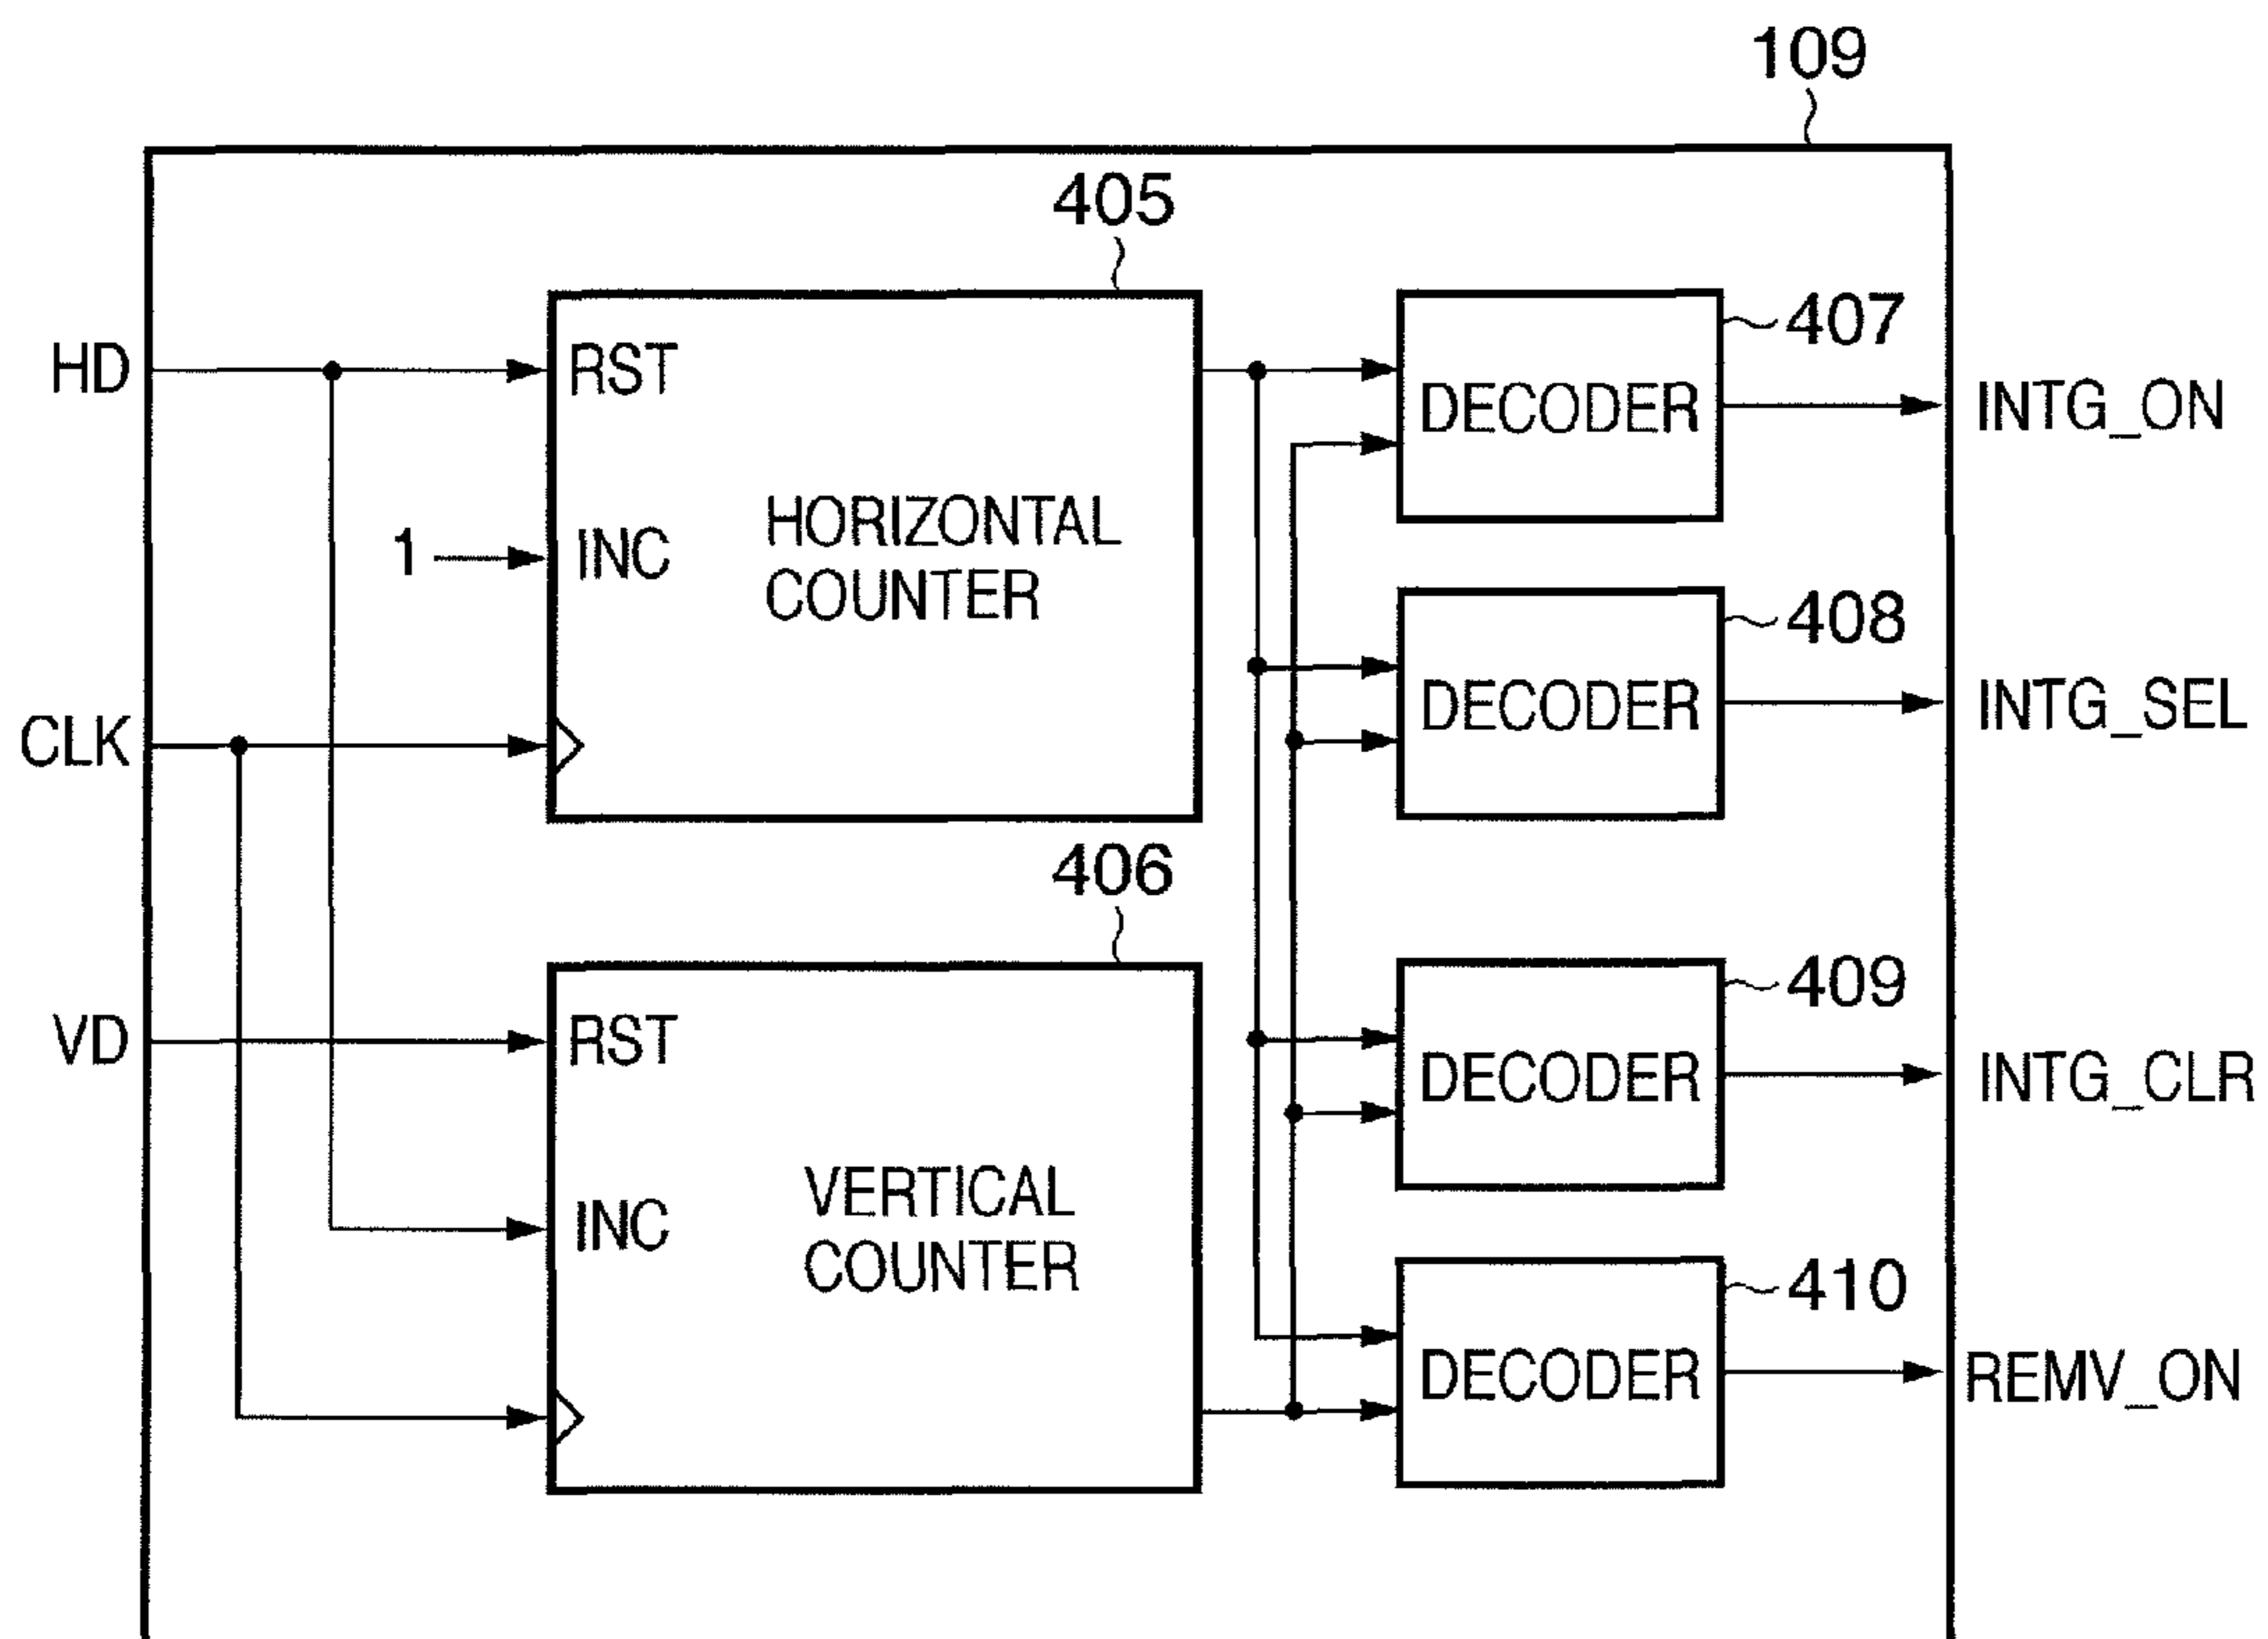 109
405
407
HD
RST
DECODER
INTG_ON
1
INC
HORIZONTAL
COUNTER
408
CLK
DECODER
INTG_SEL
406
409
VD
RST
DECODER
INTG_CLR
INC
VERTICAL
COUNTER
410
DECODER
REMV_ON